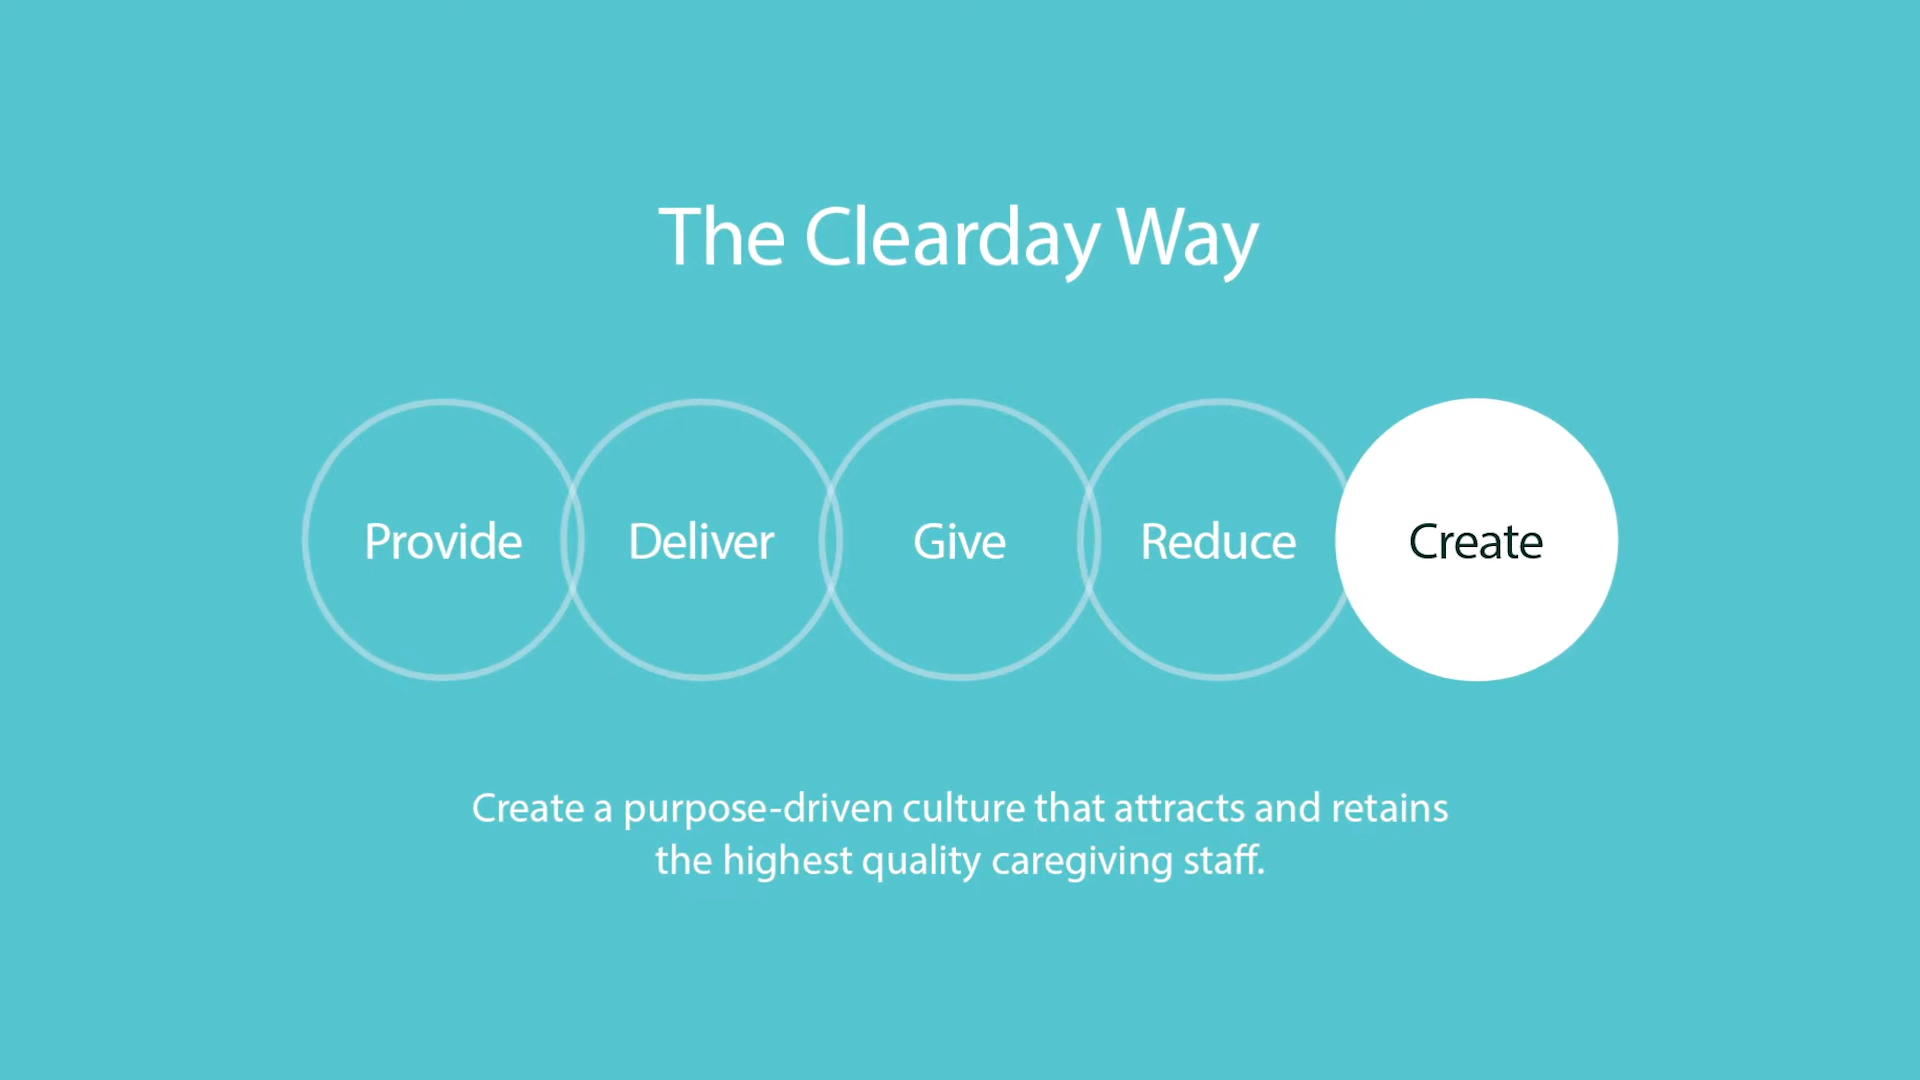 The Clearday Way
Provide Deliver Give Reduce Create
Create a purpose-driven culture that attracts and retains
the highest quality caregiving staff.